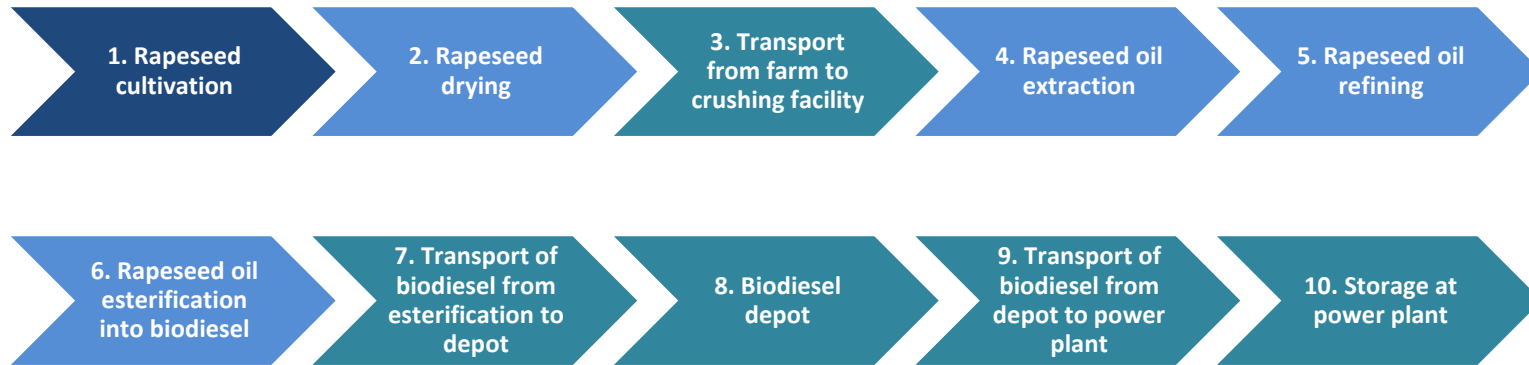 1. Rapeseed
cultivation
2. Rapeseed
drying
3. Transport
from farm to
crushing facility
4. Rapeseed oil
extraction
5. Rapeseed oil
refining
6. Rapeseed oil
esterification
into biodiesel
7. Transport of
biodiesel from
esterification to
depot
8. Biodiesel
depot
9. Transport of
biodiesel from
depot to power
plant
10. Storage at
power plant